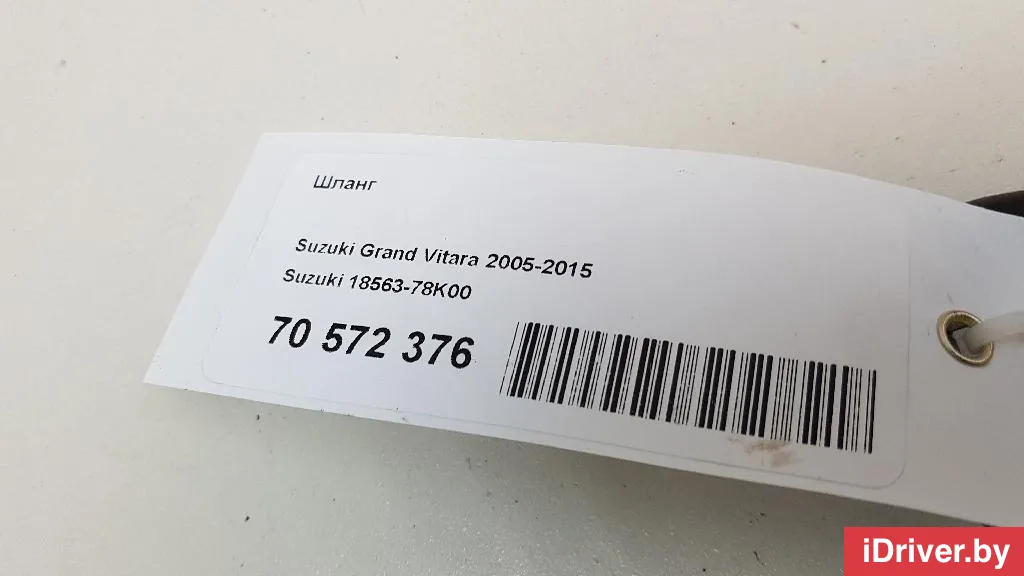 Шланг
Suzuki Grand Vitara 2005-2015
Suzuki 18563-78K00
70 572 376
iDriver.by